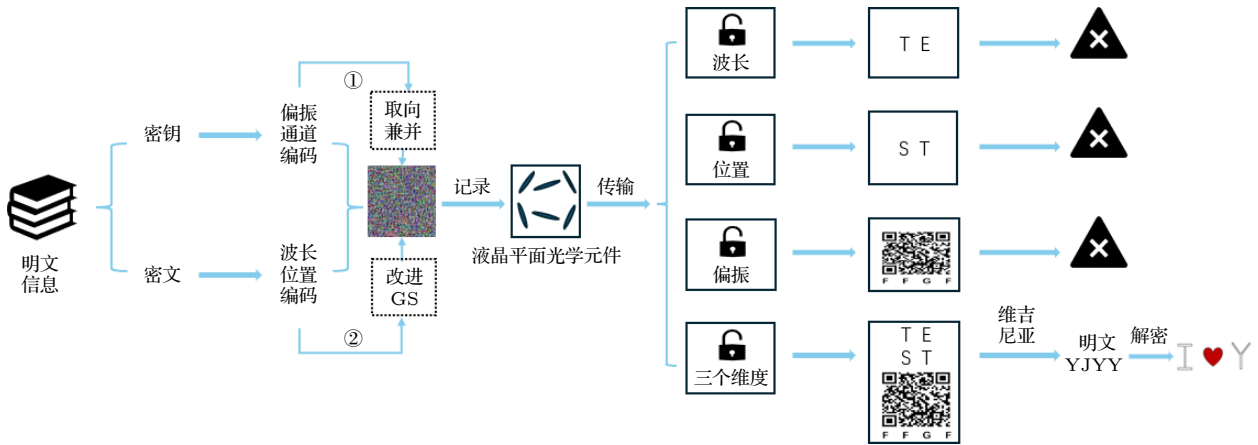 明文
信息
密钥
密文
偏振
通道
编码
波长
位置
编码
①
取向
兼并
改进
GS
②
记录
液晶平面光学元件
传输
波长
T E
位置
S T
偏振
F F G F
三个维度
T E
S T
F F G F
维吉
尼亚
明文
YJYY
解密
I Y